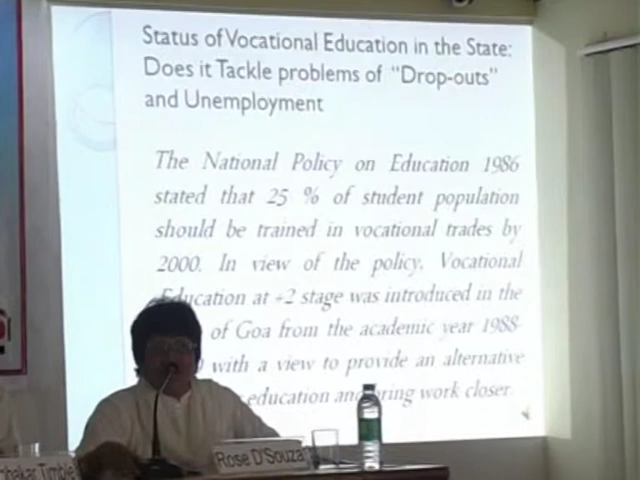 Status of Vocational Education in the State:
Does it Tackle problems of "Drop-outs"
and Unemployment
The National Policy on Education 1986
stated that 25 % of student population
should be trained in vocational trades by
2000. In view of the policy, Vocational
Education at +2 stage was introduced in the
of Goa from the academic year 1988-
with a view to provide an alternative
education and bring work closer.
Rose D'Souza
Timble